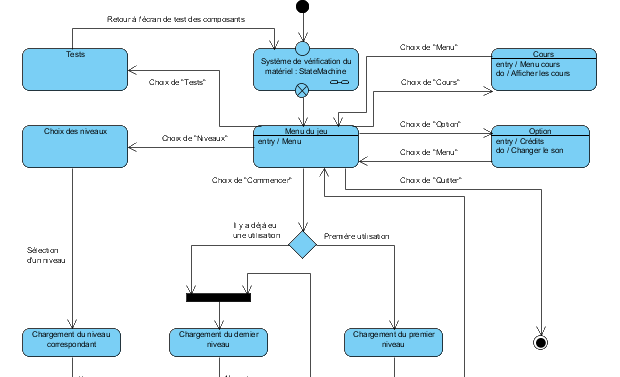 Retour à l'écran de test des composants
Tests
Système de vérification du
matériel : StateMachine
Choix de "Menu"
Cours
entry / Menu cours
do / Afficher les cours
Choix de "Tests"
Choix de "Cours"
Choix des niveaux
Choix de "Niveaux"
Menu du jeu
entry / Menu
Choix de "Option"
Option
entry / Crédits
do / Changer le son
Choix de "Menu"
Choix de "Commencer"
Choix de "Quitter"
Il y a déjà eu
une utilisation
Première utilisation
Sélection
d'un niveau
Chargement du niveau
correspondant
Chargement du dernier
niveau
Chargement du premier
niveau